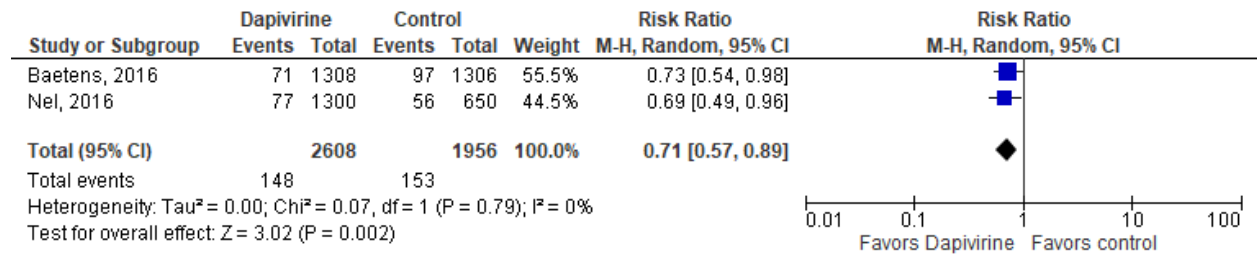 Dapivirine Control Risk Ratio Risk Ratio
Study or Subgroup Events Total Events Total Weight M-H, Random, 95% CI M-H, Random, 95% CI
Baetens, 2016 71 1308 97 1306 55.5% 0.73 [0.54, 0.98]
Nel, 2016 77 1300 56 650 44.5% 0.69 [0.49, 0.96]
Total (95% CI) 2608 1956 100.0% 0.71 [0.57, 0.89]
Total events 148 153
Heterogeneity: Tau² = 0.00; Chi² = 0.07, df = 1 (P = 0.79); I² = 0%
Test for overall effect: Z = 3.02 (P = 0.002)
0.01 0.1 1 10 100
Favors Dapivirine Favors control